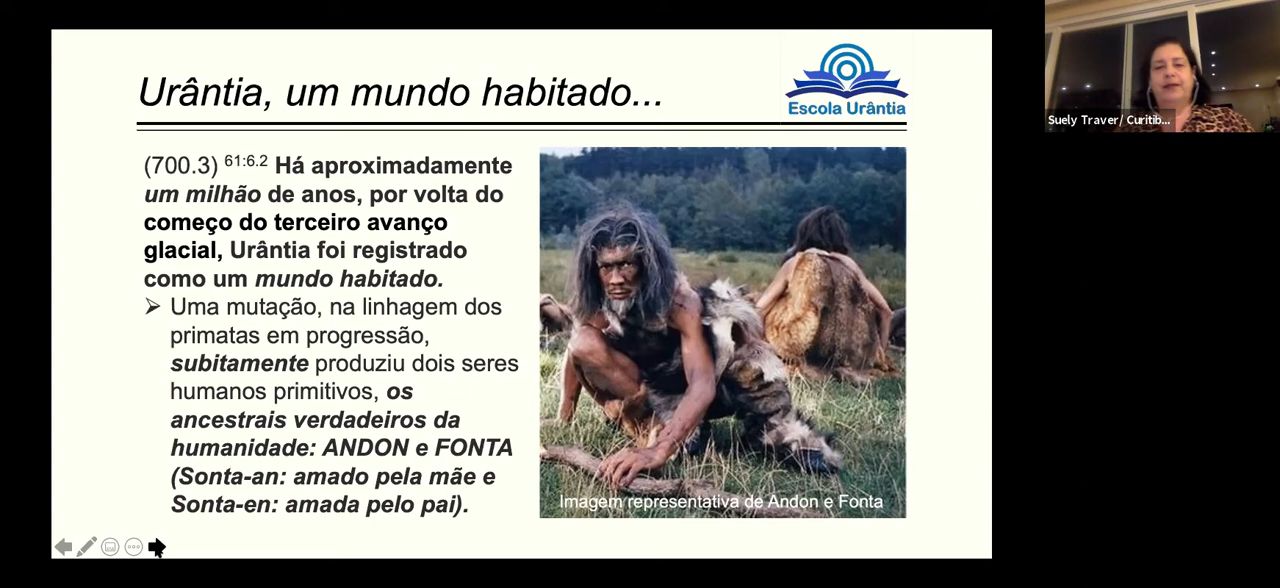 Urântia, um mundo habitado...
Escola Urântia
(700.3) 61:6.2 Há aproximadamente
um milhão de anos, por volta do
começo do terceiro avanço
glacial, Urântia foi registrado
como um mundo habitado.
➢ Uma mutação, na linhagem dos
primatas em progressão,
subitamente produziu dois seres
humanos primitivos, os
ancestrais verdadeiros da
humanidade: ANDON e FONTA
(Sonta-an: amado pela mãe e
Sonta-en: amada pelo pai).
Imagem representativa de Andon e Fonta
Suely Traver/ Curitib...